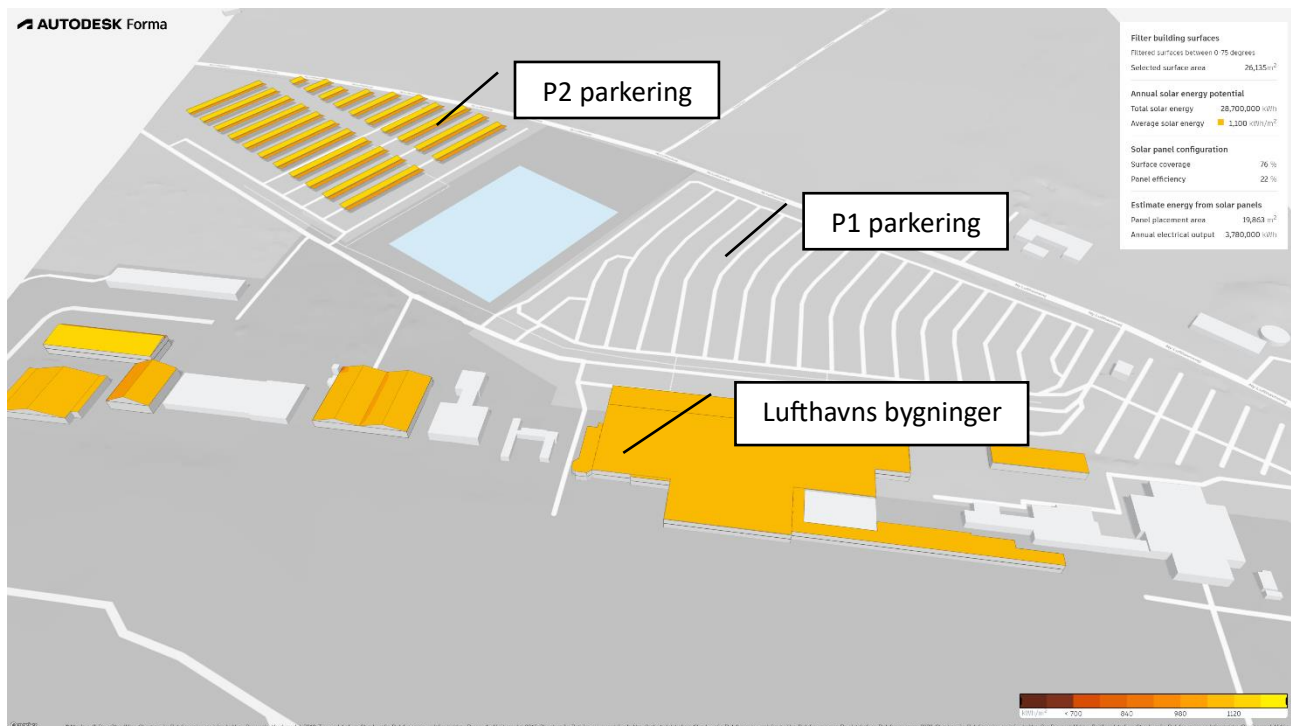 AUTODESK Forma
Filter building surfaces
Filtered surfaces between 0-75 degrees
Selected surface area 26,135 m²
Annual solar energy potential
Total solar energy 28,700,000 kWh
Average solar energy 1,100 kWh/m²
Solar panel configuration
Surface coverage 76 %
Panel efficiency 22 %
Estimate energy from solar panels
Panel placement area 19,863 m²
Annual electrical output 3,780,000 kWh
P2 parkering
P1 parkering
Lufthavns bygninger
kWh/m² < 700 840 980 1120